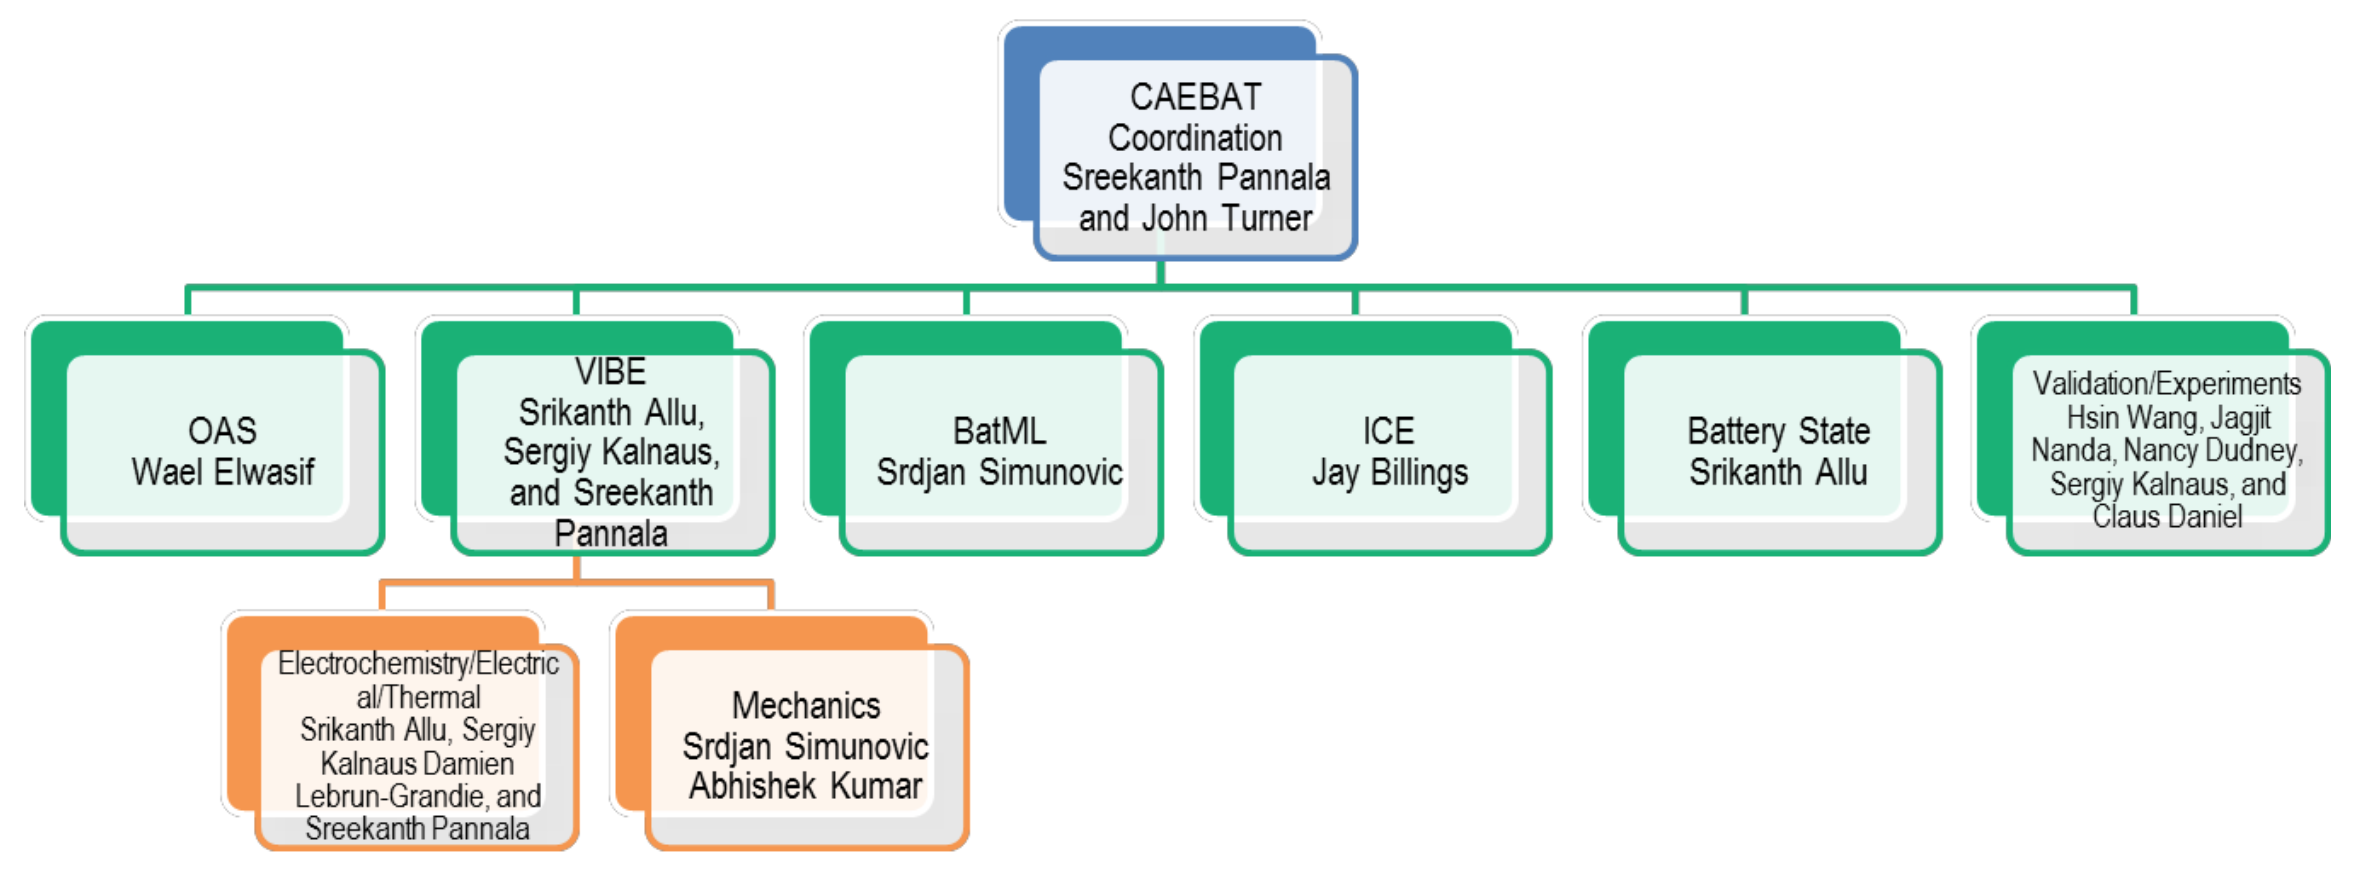 CAEBAT
Coordination
Sreekanth Pannala
and John Turner
OAS
Wael Elwasif
VIBE
Srikanth Allu,
Sergiy Kalnaus,
and Sreekanth
Pannala
BatML
Srdjan Simunovic
ICE
Jay Billings
Battery State
Srikanth Allu
Validation/Experiments
Hsin Wang, Jagjit
Nanda, Nancy Dudney,
Sergiy Kalnaus, and
Claus Daniel
Electrochemistry/Electric
al/Thermal
Srikanth Allu, Sergiy
Kalnaus Damien
Lebrun-Grandie, and
Sreekanth Pannala
Mechanics
Srdjan Simunovic
Abhishek Kumar